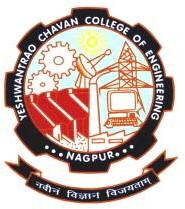 YESHWANTRAO CHAVAN COLLEGE OF ENGINEERING
...NAGPUR...
नवीन विज्ञान विजयताम्